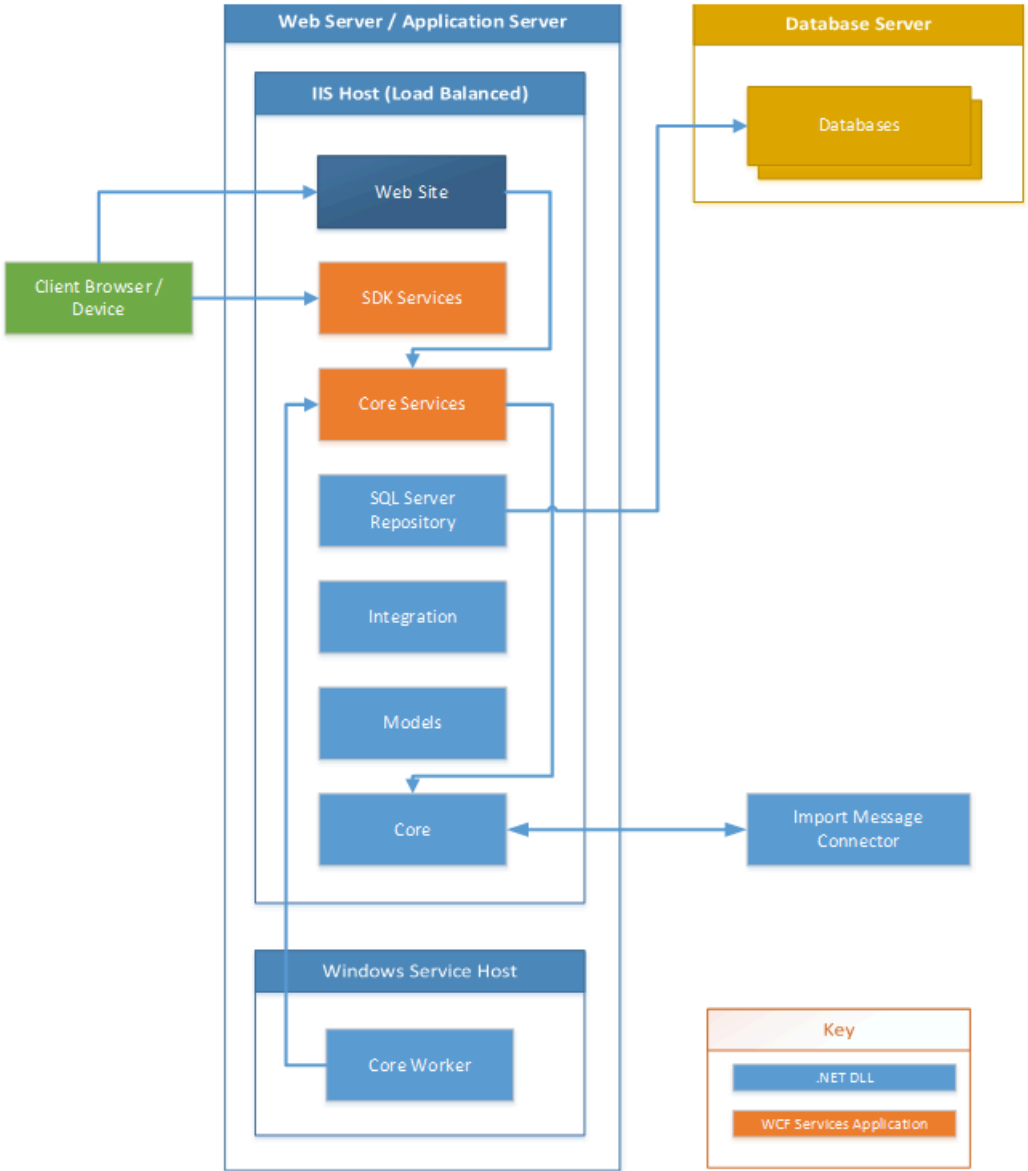 Web Server / Application Server
Database Server
IIS Host (Load Balanced)
Databases
Web Site
Client Browser /
Device
SDK Services
Core Services
SQL Server
Repository
Integration
Models
Core
Import Message
Connector
Windows Service Host
Core Worker
Key
.NET DLL
WCF Services Application